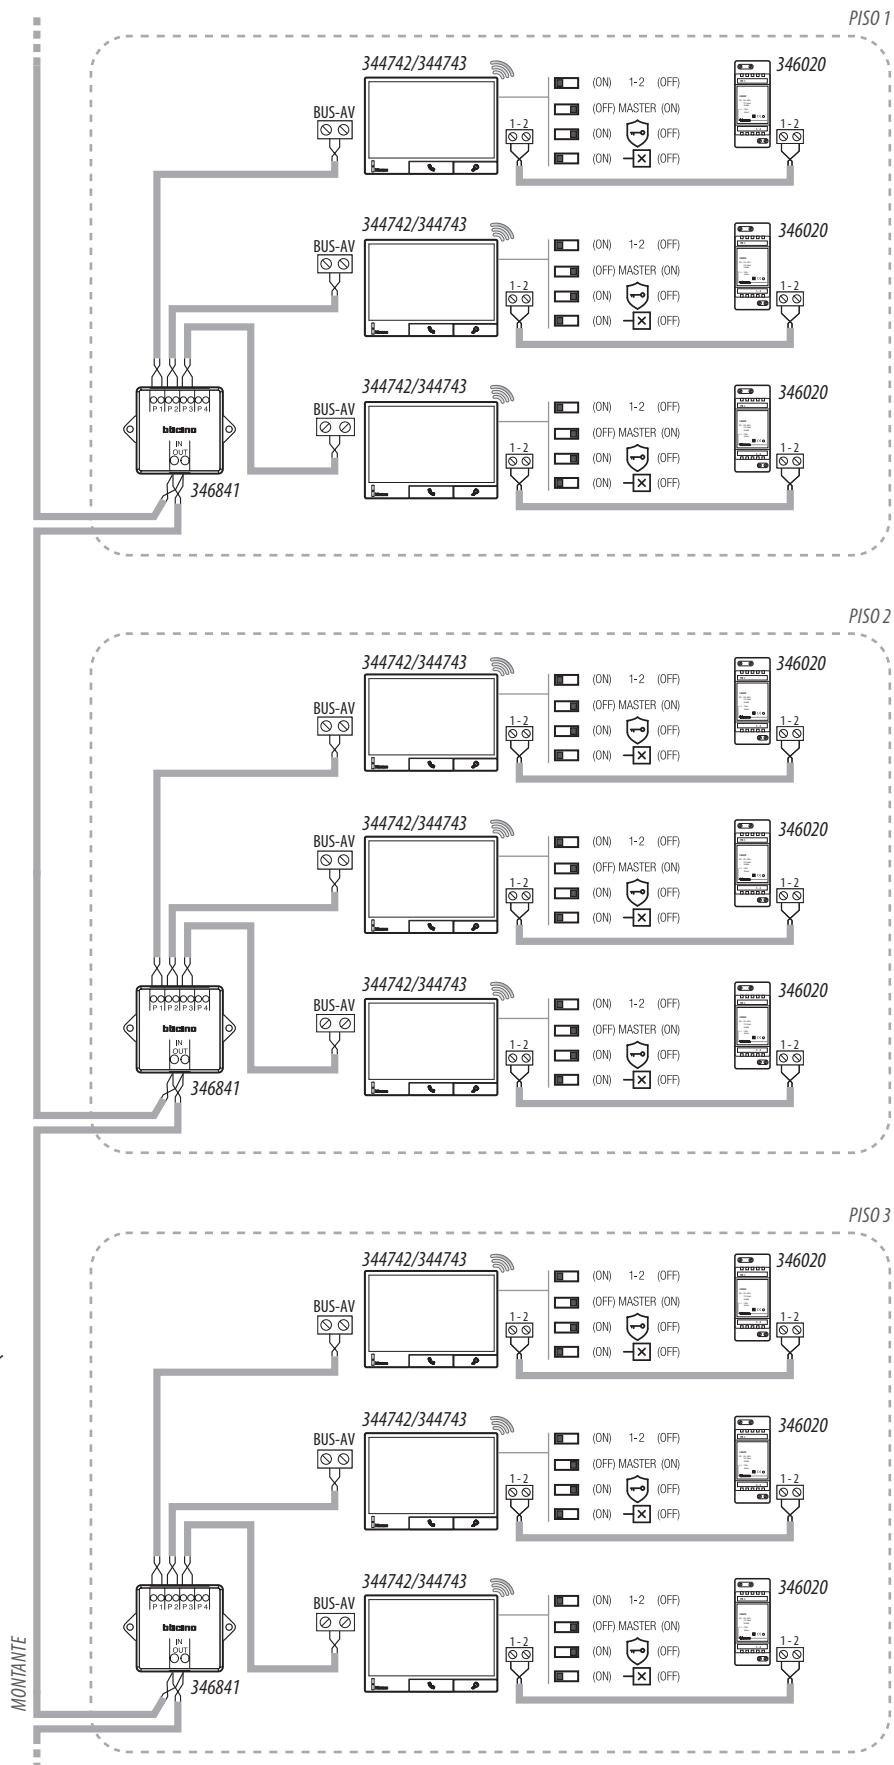 PISO 1
344742/344743
346020
BUS-AV
1 - 2
(ON) 1-2 (OFF)
(OFF) MASTER (ON)
(ON) (OFF)
(ON) (OFF)
1 - 2
344742/344743
346020
BUS-AV
1 - 2
(ON) 1-2 (OFF)
(OFF) MASTER (ON)
(ON) (OFF)
(ON) (OFF)
1 - 2
344742/344743
346020
BUS-AV
1 - 2
(ON) 1-2 (OFF)
(OFF) MASTER (ON)
(ON) (OFF)
(ON) (OFF)
1 - 2
P1 P2 P3 P4
bticino
IN
OUT
346841
PISO 2
344742/344743
346020
BUS-AV
1 - 2
(ON) 1-2 (OFF)
(OFF) MASTER (ON)
(ON) (OFF)
(ON) (OFF)
1 - 2
344742/344743
346020
BUS-AV
1 - 2
(ON) 1-2 (OFF)
(OFF) MASTER (ON)
(ON) (OFF)
(ON) (OFF)
1 - 2
344742/344743
346020
BUS-AV
1 - 2
(ON) 1-2 (OFF)
(OFF) MASTER (ON)
(ON) (OFF)
(ON) (OFF)
1 - 2
P1 P2 P3 P4
bticino
IN
OUT
346841
PISO 3
344742/344743
346020
BUS-AV
1 - 2
(ON) 1-2 (OFF)
(OFF) MASTER (ON)
(ON) (OFF)
(ON) (OFF)
1 - 2
344742/344743
346020
BUS-AV
1 - 2
(ON) 1-2 (OFF)
(OFF) MASTER (ON)
(ON) (OFF)
(ON) (OFF)
1 - 2
344742/344743
346020
BUS-AV
1 - 2
(ON) 1-2 (OFF)
(OFF) MASTER (ON)
(ON) (OFF)
(ON) (OFF)
1 - 2
P1 P2 P3 P4
bticino
IN
OUT
346841
MONTANTE